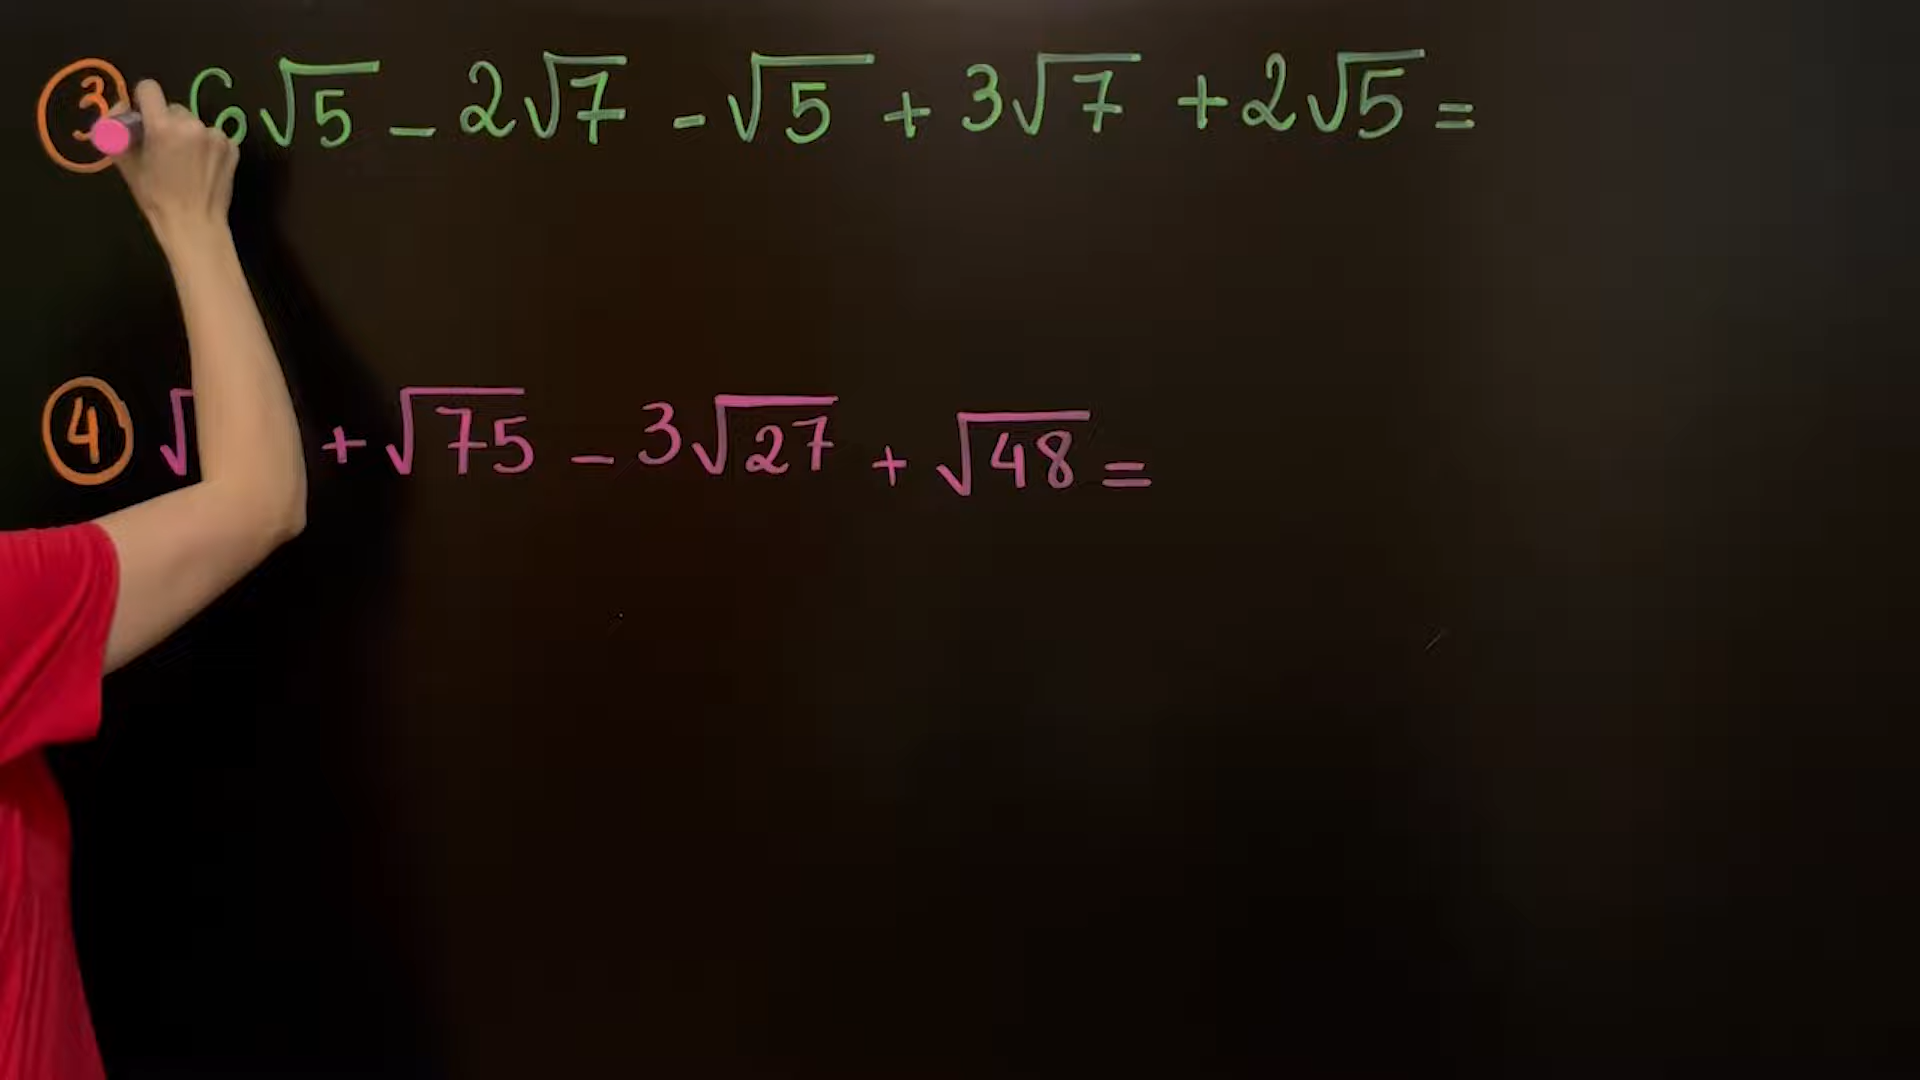 ③ 6√5 - 2√7 - √5 + 3√7 + 2√5 =
④ √ + √75 - 3√27 + √48 =